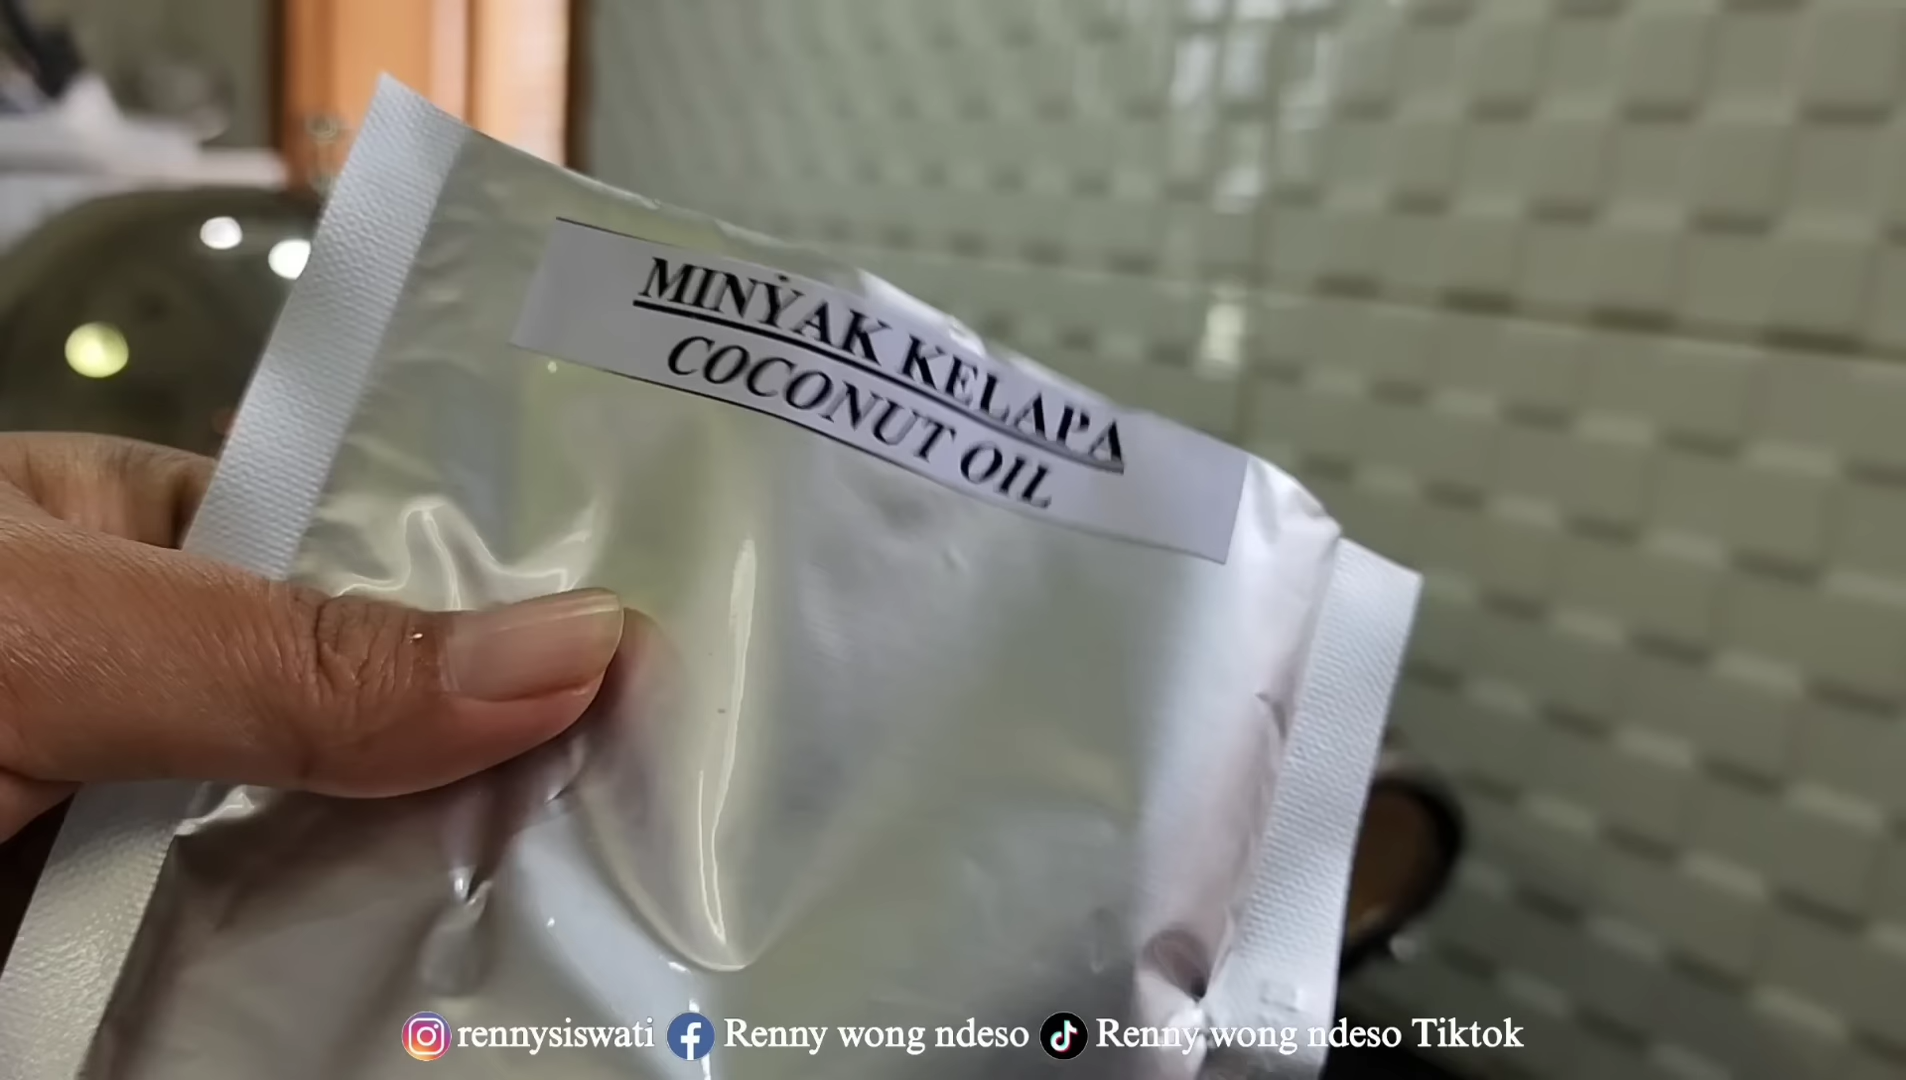 MINYAK KELAPA
COCONUT OIL
rennysiswati Renny wong ndeso Renny wong ndeso Tiktok